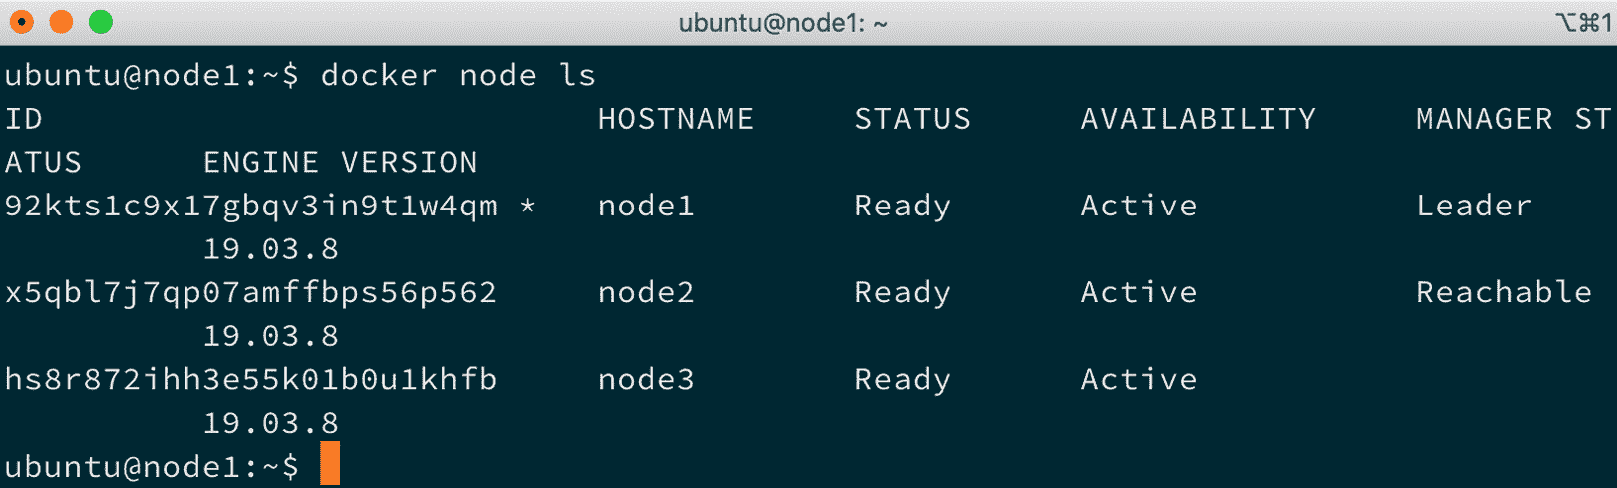 ubuntu@node1: ~ ⌥⌘1
ubuntu@node1:~$ docker node ls
ID HOSTNAME STATUS AVAILABILITY MANAGER ST
ATUS ENGINE VERSION
92kts1c9x17gbqv3in9t1w4qm * node1 Ready Active Leader
19.03.8
x5qbl7j7qp07amffbps56p562 node2 Ready Active Reachable
19.03.8
hs8r872ihh3e55k01b0u1khfb node3 Ready Active
19.03.8
ubuntu@node1:~$